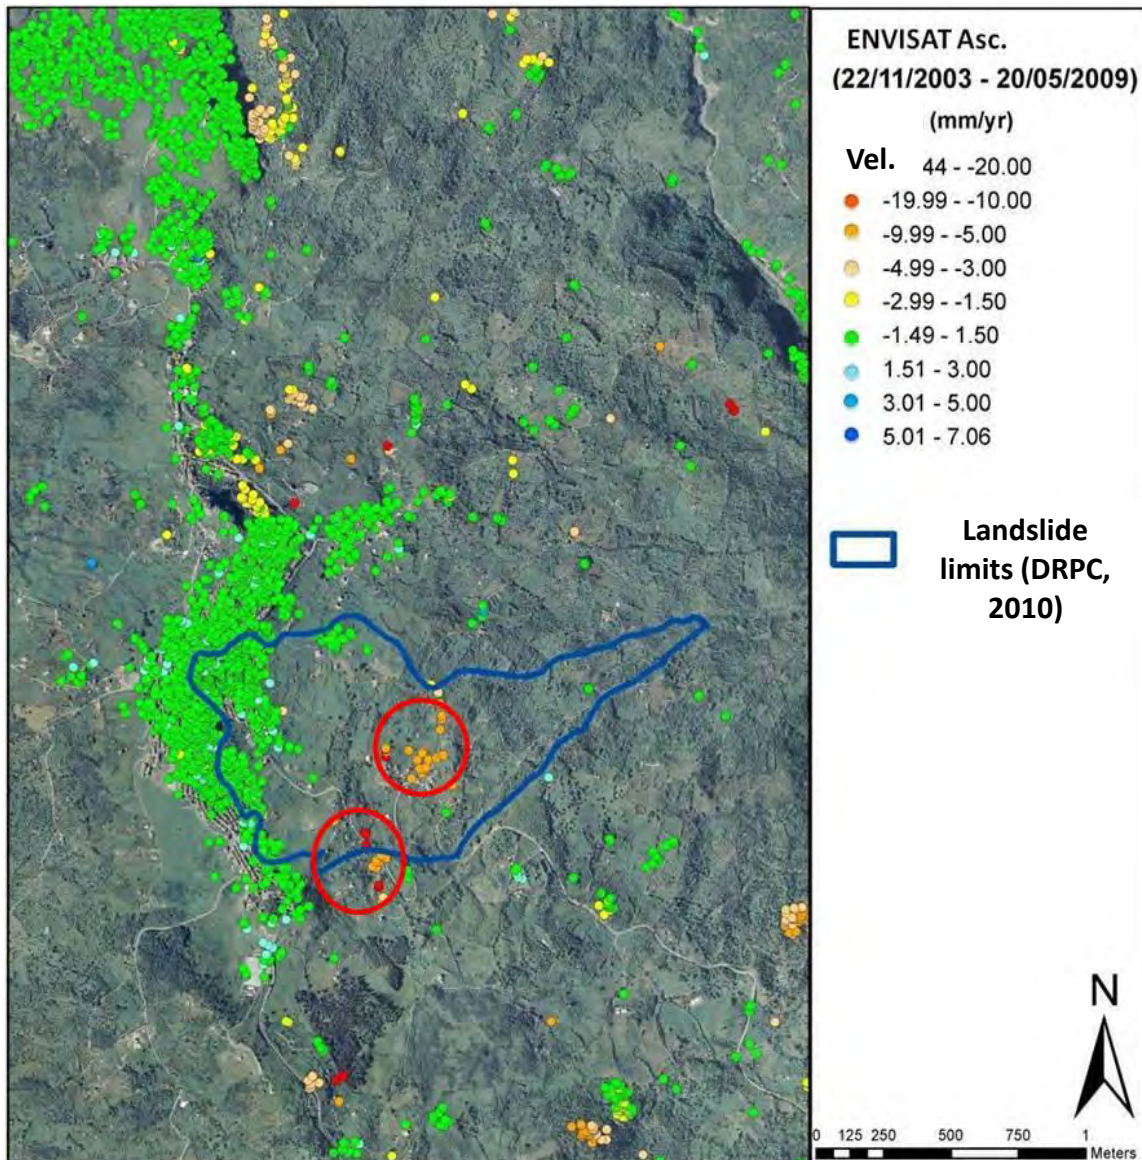 ENVISAT Asc.
(22/11/2003 - 20/05/2009)
(mm/yr)
Vel. 44 - -20.00
-19.99 - -10.00
-9.99 - -5.00
-4.99 - -3.00
-2.99 - -1.50
-1.49 - 1.50
1.51 - 3.00
3.01 - 5.00
5.01 - 7.06
Landslide
limits (DRPC,
2010)
N
0 125 250 500 750 1
Meters